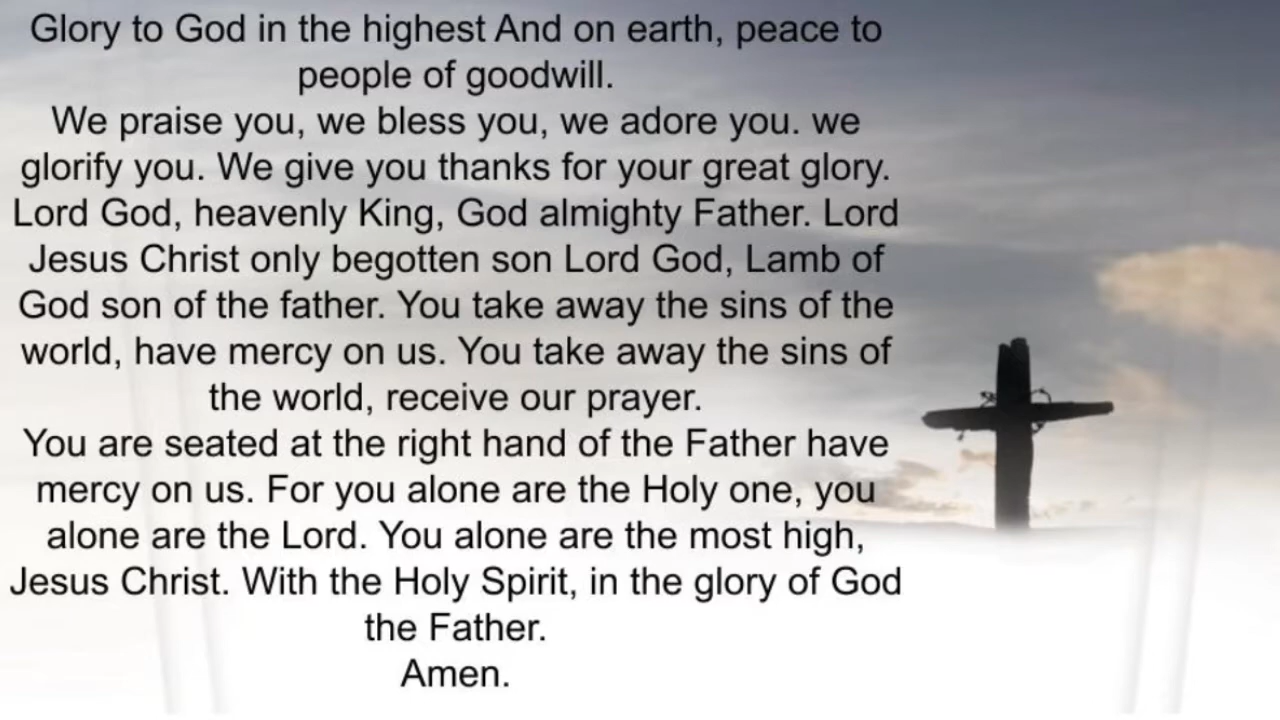 Glory to God in the highest And on earth, peace to
people of goodwill.
We praise you, we bless you, we adore you. we
glorify you. We give you thanks for your great glory.
Lord God, heavenly King, God almighty Father. Lord
Jesus Christ only begotten son Lord God, Lamb of
God son of the father. You take away the sins of the
world, have mercy on us. You take away the sins of
the world, receive our prayer.
You are seated at the right hand of the Father have
mercy on us. For you alone are the Holy one, you
alone are the Lord. You alone are the most high,
Jesus Christ. With the Holy Spirit, in the glory of God
the Father.
Amen.